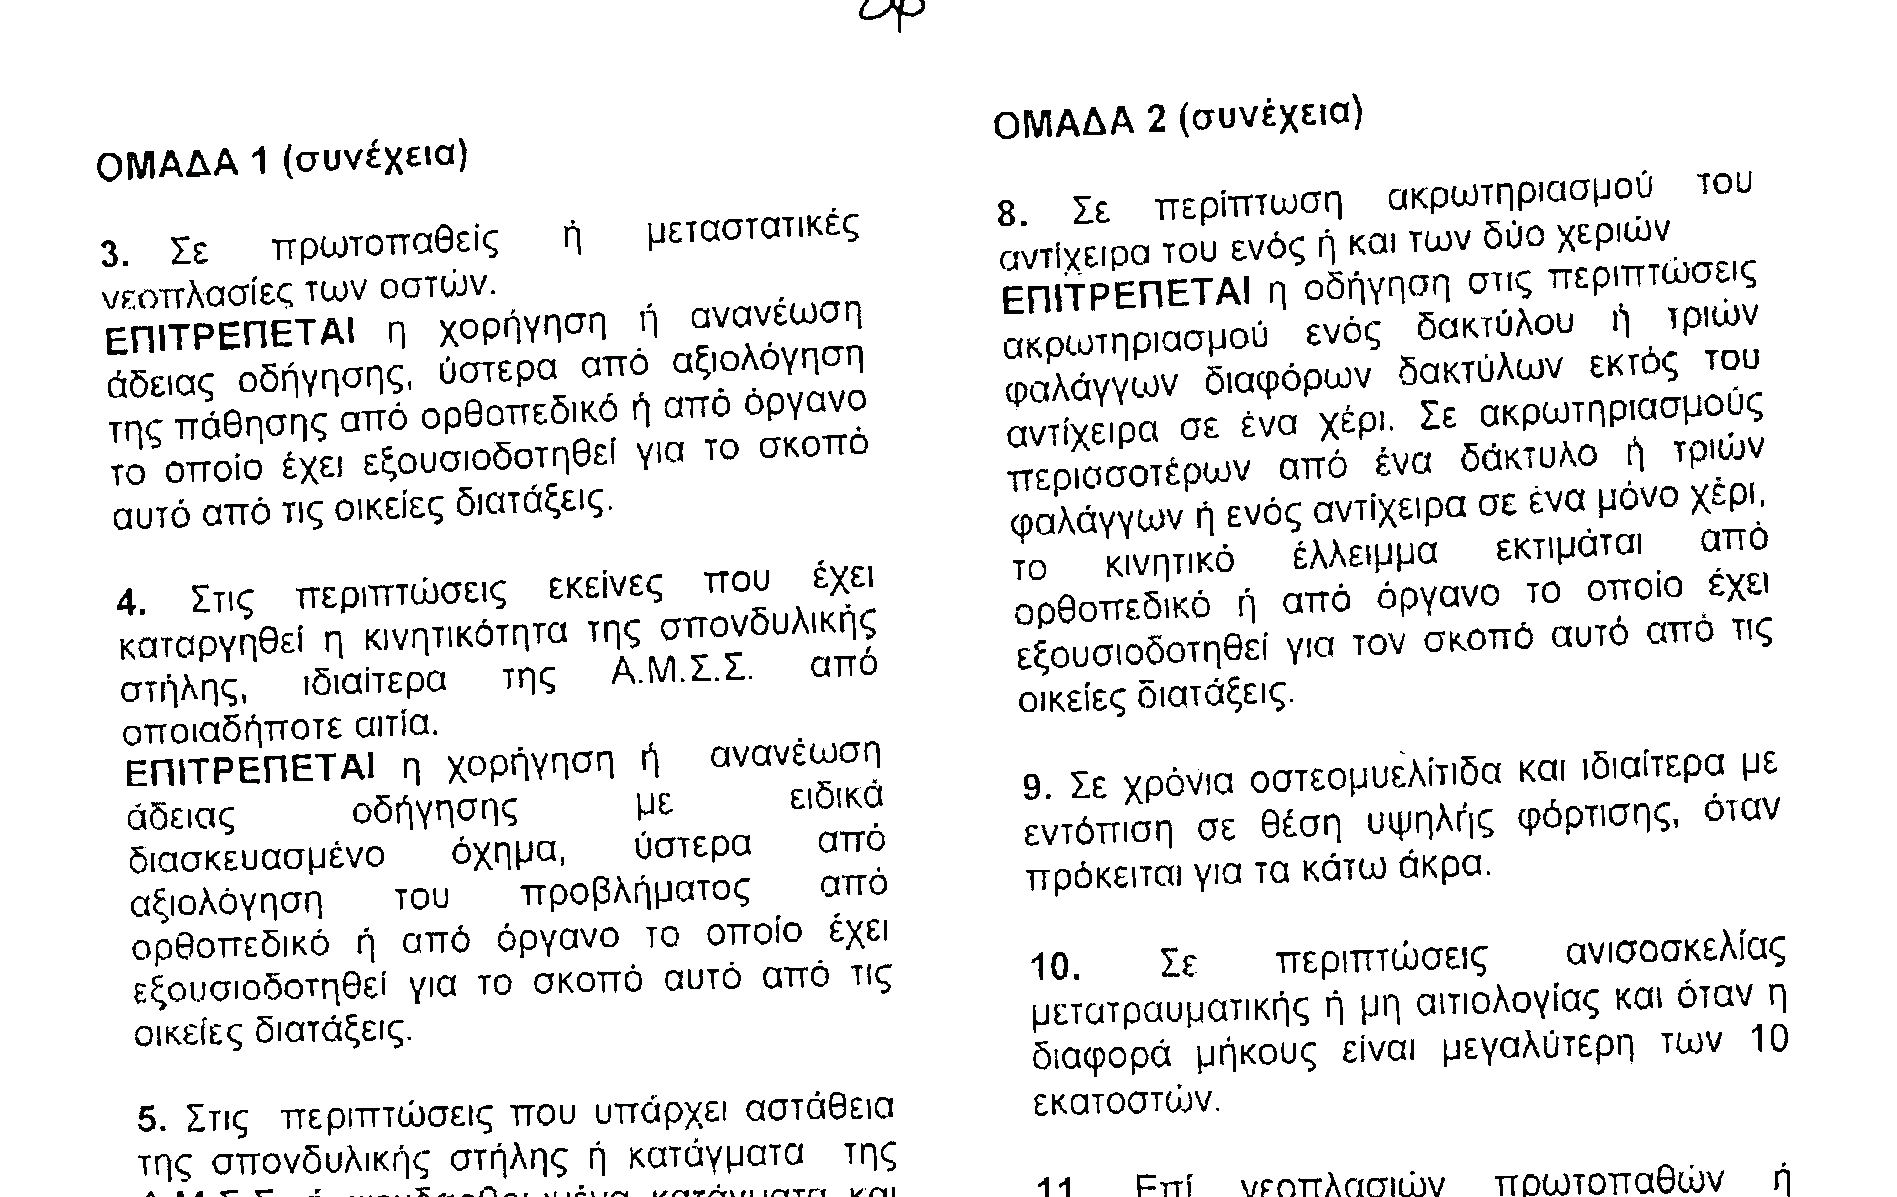 ΟΜΑΔΑ 1 (συνέχεια)
3. Σε πρωτοπαθείς ή μεταστατικές
νεοπλασίες των οστών.
ΕΠΙΤΡΕΠΕΤΑΙ η χορήγηση ή ανανέωση
άδειας οδήγησης, ύστερα από αξιολόγηση
της πάθησης από ορθοπεδικό ή από όργανο
το οποίο έχει εξουσιοδοτηθεί για το σκοπό
αυτό από τις οικείες διατάξεις.
4. Στις περιπτώσεις εκείνες που έχει
καταργηθεί η κινητικότητα της σπονδυλικής
στήλης, ιδιαίτερα της Α.Μ.Σ.Σ. από
οποιαδήποτε αιτία.
ΕΠΙΤΡΕΠΕΤΑΙ η χορήγηση ή ανανέωση
άδειας οδήγησης με ειδικά
διασκευασμένο όχημα, ύστερα από
αξιολόγηση του προβλήματος από
ορθοπεδικό ή από όργανο το οποίο έχει
εξουσιοδοτηθεί για το σκοπό αυτό από τις
οικείες διατάξεις.
5. Στις περιπτώσεις που υπάρχει αστάθεια
της σπονδυλικής στήλης ή κατάγματα της
ΟΜΑΔΑ 2 (συνέχεια)
8. Σε περίπτωση ακρωτηριασμού του
αντίχειρα του ενός ή και των δύο χεριών
ΕΠΙΤΡΕΠΕΤΑΙ η οδήγηση στις περιπτώσεις
ακρωτηριασμού ενός δακτύλου ή τριών
φαλάγγων διαφόρων δακτύλων εκτός του
αντίχειρα σε ένα χέρι. Σε ακρωτηριασμούς
περισσοτέρων από ένα δάκτυλο ή τριών
φαλάγγων ή ενός αντίχειρα σε ένα μόνο χέρι,
το κινητικό έλλειμμα εκτιμάται από
ορθοπεδικό ή από όργανο το οποίο έχει
εξουσιοδοτηθεί για τον σκοπό αυτό από τις
οικείες διατάξεις.
9. Σε χρόνια οστεομυελίτιδα και ιδιαίτερα με
εντόπιση σε θέση υψηλής φόρτισης, όταν
πρόκειται για τα κάτω άκρα.
10. Σε περιπτώσεις ανισοσκελίας
μετατραυματικής ή μη αιτιολογίας και όταν η
διαφορά μήκους είναι μεγαλύτερη των 10
εκατοστών.
11 Επί νεοπλασιών πρωτοπαθών ή